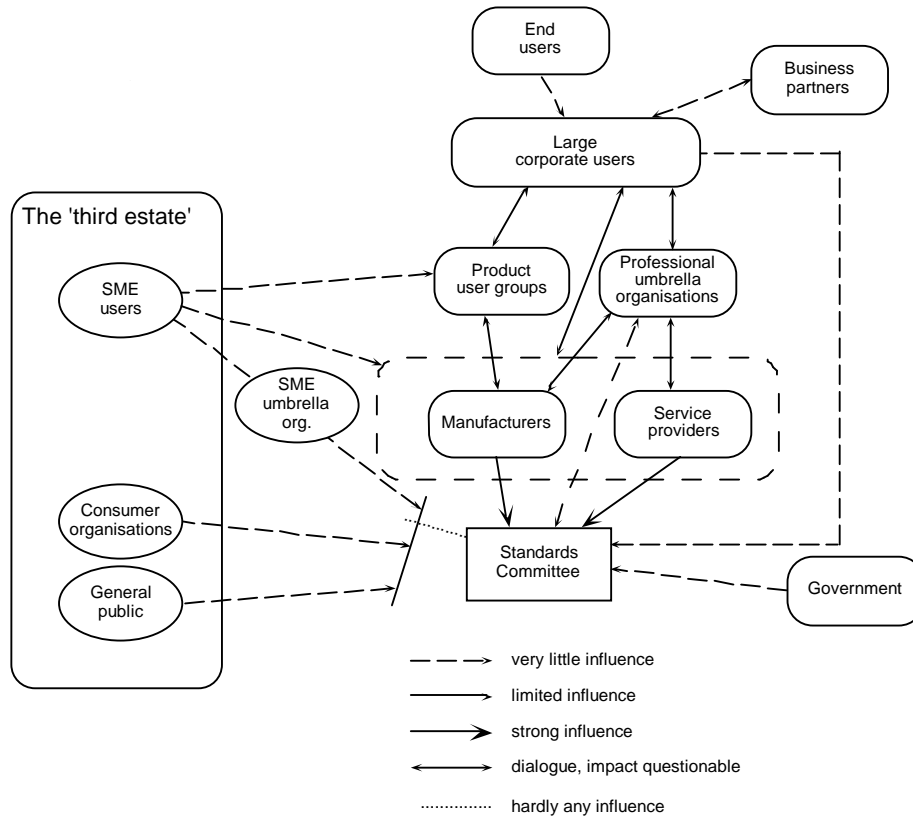 End
users
Business
partners
Large
corporate users
The 'third estate'
SME
users
Product
user groups
Professional
umbrella
organisations
SME
umbrella
org.
Manufacturers
Service
providers
Consumer
organisations
General
public
Standards
Committee
Government
very little influence
limited influence
strong influence
dialogue, impact questionable
hardly any influence